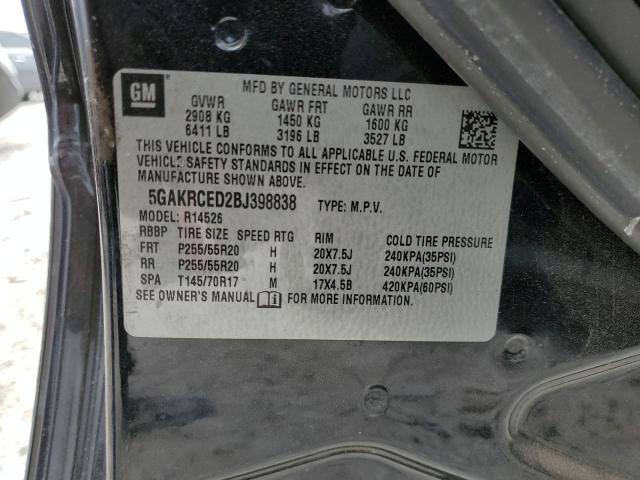 GM
MFD BY GENERAL MOTORS LLC
GVWR GAWR FRT GAWR RR
2908 KG 1450 KG 1600 KG
6411 LB 3196 LB 3527 LB
THIS VEHICLE CONFORMS TO ALL APPLICABLE U.S. FEDERAL MOTOR
VEHICLE SAFETY STANDARDS IN EFFECT ON THE DATE OF
MANUFACTURE SHOWN ABOVE.
5GAKRCED2BJ398838 TYPE: M.P.V.
MODEL: R14526
RBBP TIRE SIZE SPEED RTG RIM COLD TIRE PRESSURE
FRT P255/55R20 H 20X7.5J 240KPA(35PSI)
RR P255/55R20 H 20X7.5J 240KPA(35PSI)
SPA T145/70R17 M 17X4.5B 420KPA(60PSI)
SEE OWNER'S MANUAL FOR MORE INFORMATION.